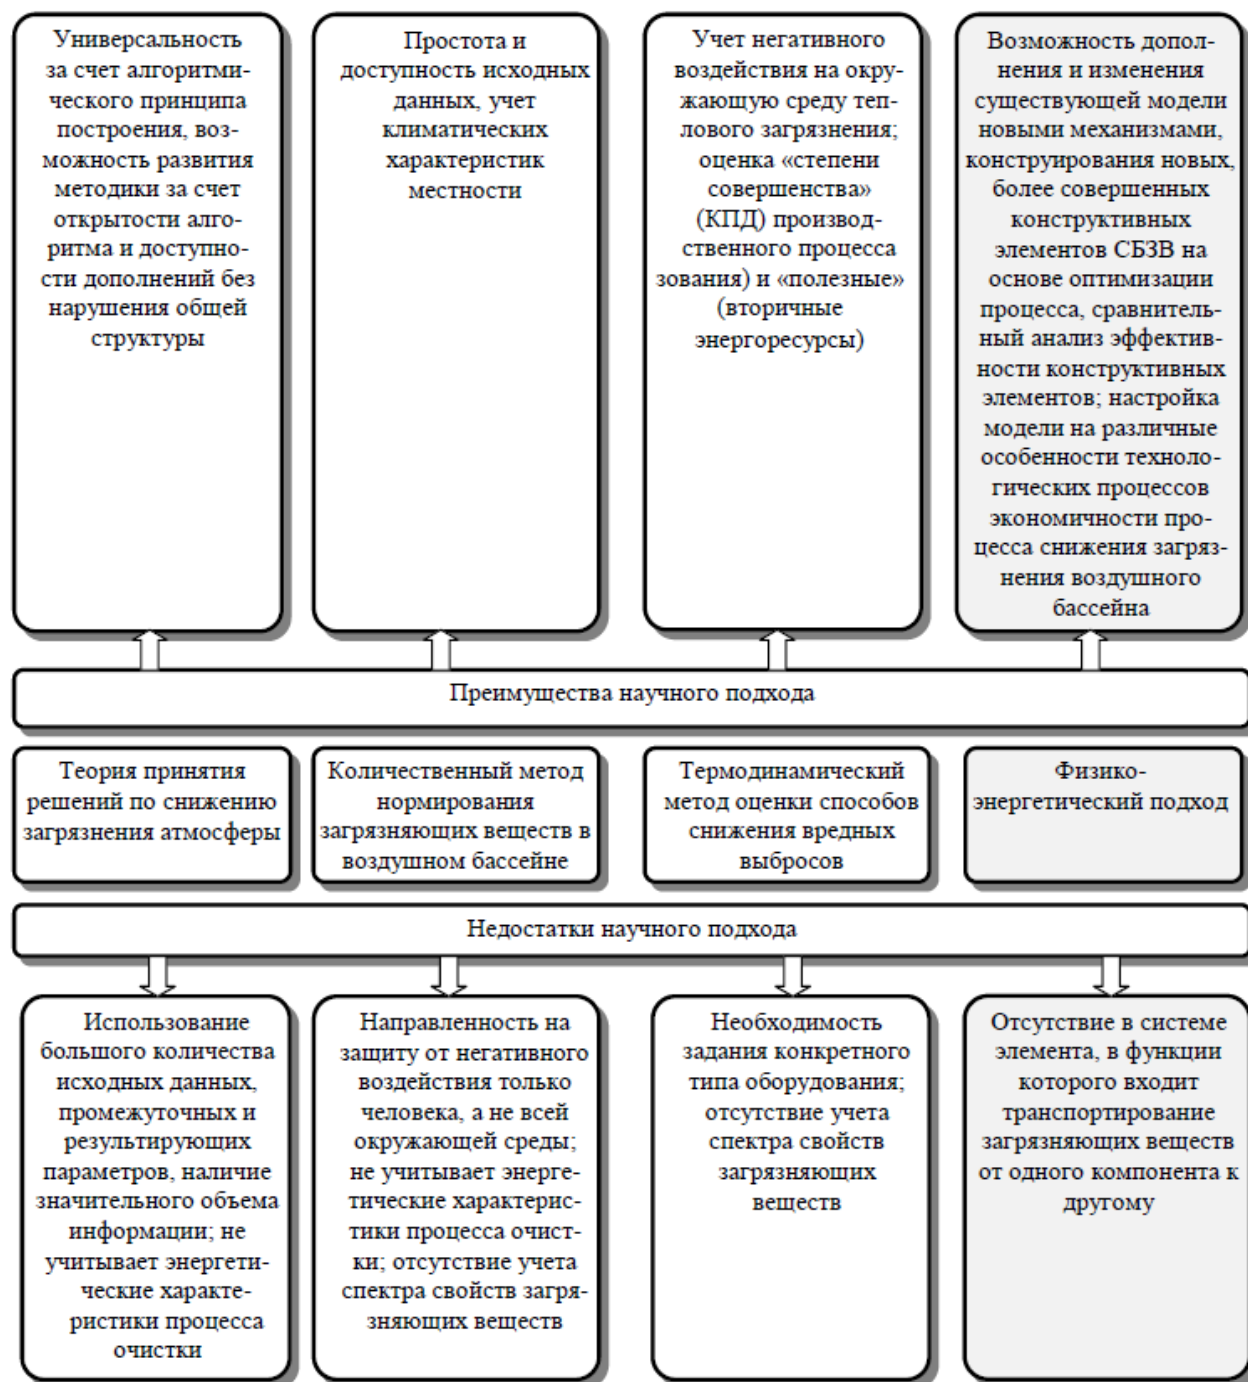 Универсальность
за счет алгоритми-
ческого принципа
построения, воз-
можность развития
методики за счет
открытости алго-
ритма и доступно-
сти дополнений без
нарушения общей
структуры
Простота и
доступность исходных
данных, учет
климатических
характеристик
местности
Учет негативного
воздействия на окру-
жающую среду теп-
лового загрязнения;
оценка «степени
совершенства»
(КПД) производ-
ственного процесса
зования) и «полезные»
(вторичные
энергоресурсы)
Возможность допол-
нения и изменения
существующей модели
новыми механизмами,
конструирования новых,
более совершенных
конструктивных
элементов СБЗВ на
основе оптимизации
процесса, сравнитель-
ный анализ эффектив-
ности конструктивных
элементов; настройка
модели на различные
особенности техноло-
гических процессов
экономичности про-
цесса снижения загряз-
нения воздушного
бассейна
Преимущества научного подхода
Теория принятия
решений по снижению
загрязнения атмосферы
Количественный метод
нормирования
загрязняющих веществ в
воздушном бассейне
Термодинамический
метод оценки способов
снижения вредных
выбросов
Физико-
энергетический подход
Недостатки научного подхода
Использование
большого количества
исходных данных,
промежуточных и
результирующих
параметров, наличие
значительного объема
информации; не
учитывает энергети-
ческие характе-
ристики процесса
очистки
Направленность на
защиту от негативного
воздействия только
человека, а не всей
окружающей среды;
не учитывает энерге-
тические характерис-
тики процесса очист-
ки; отсутствие учета
спектра свойств загря-
зняющих веществ
Необходимость
задания конкретного
типа оборудования;
отсутствие учета
спектра свойств
загрязняющих
веществ
Отсутствие в системе
элемента, в функции
которого входит
транспортирование
загрязняющих веществ
от одного компонента к
другому